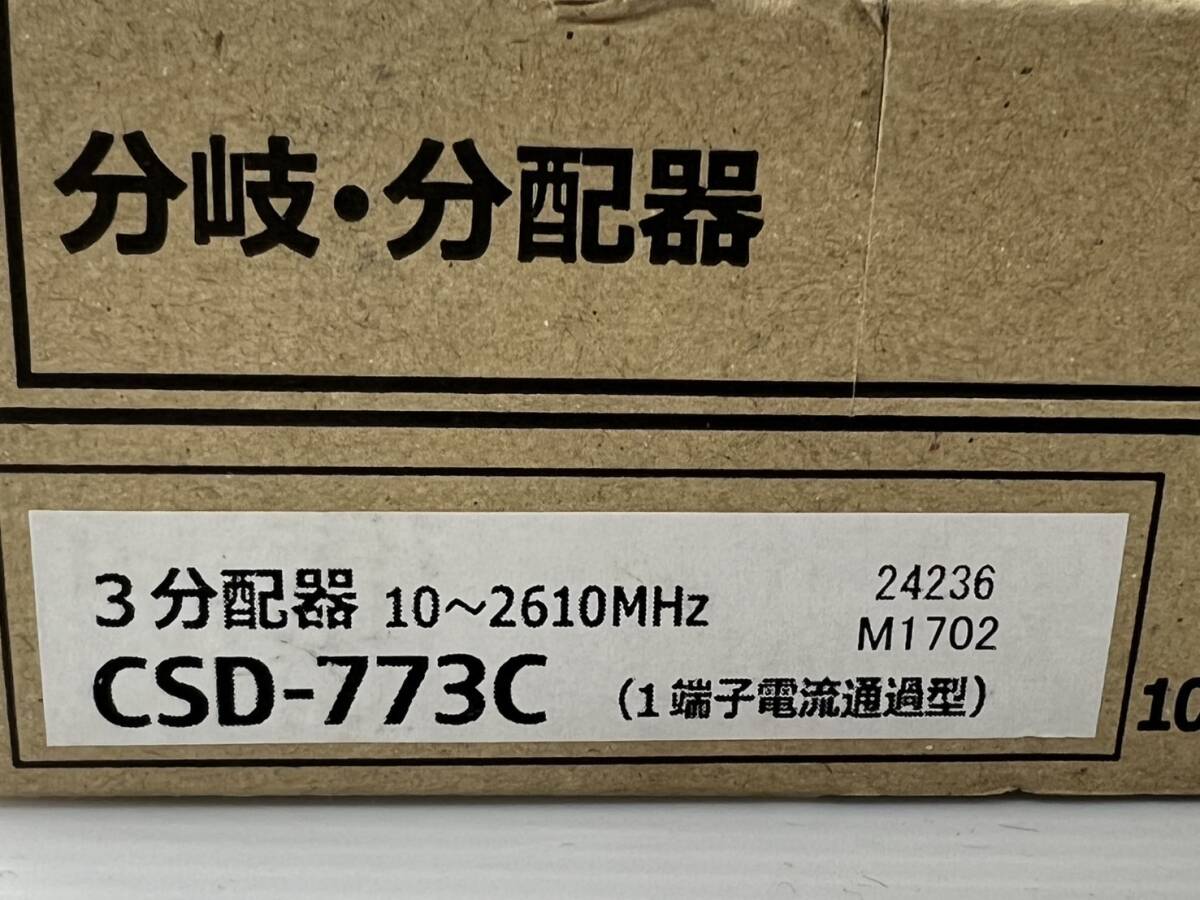 分岐・分配器
3分配器 10～2610MHz
24236
M1702
CSD-773C (1端子電流通過型)
10